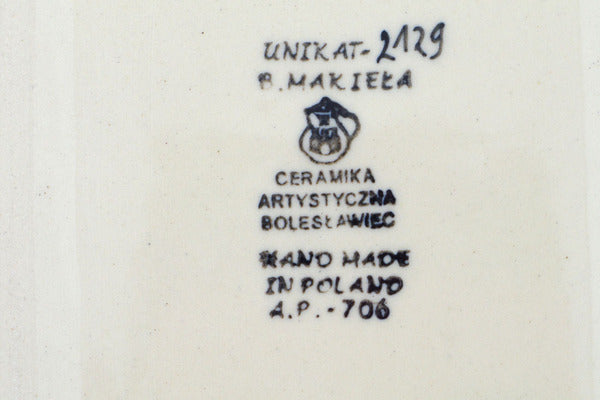 UNIKAT-2129
B. MAKIEŁA
CERAMIKA
ARTYSTYCZNA
BOLESŁAWIEC
HAND MADE
IN POLAND
A.P.-706